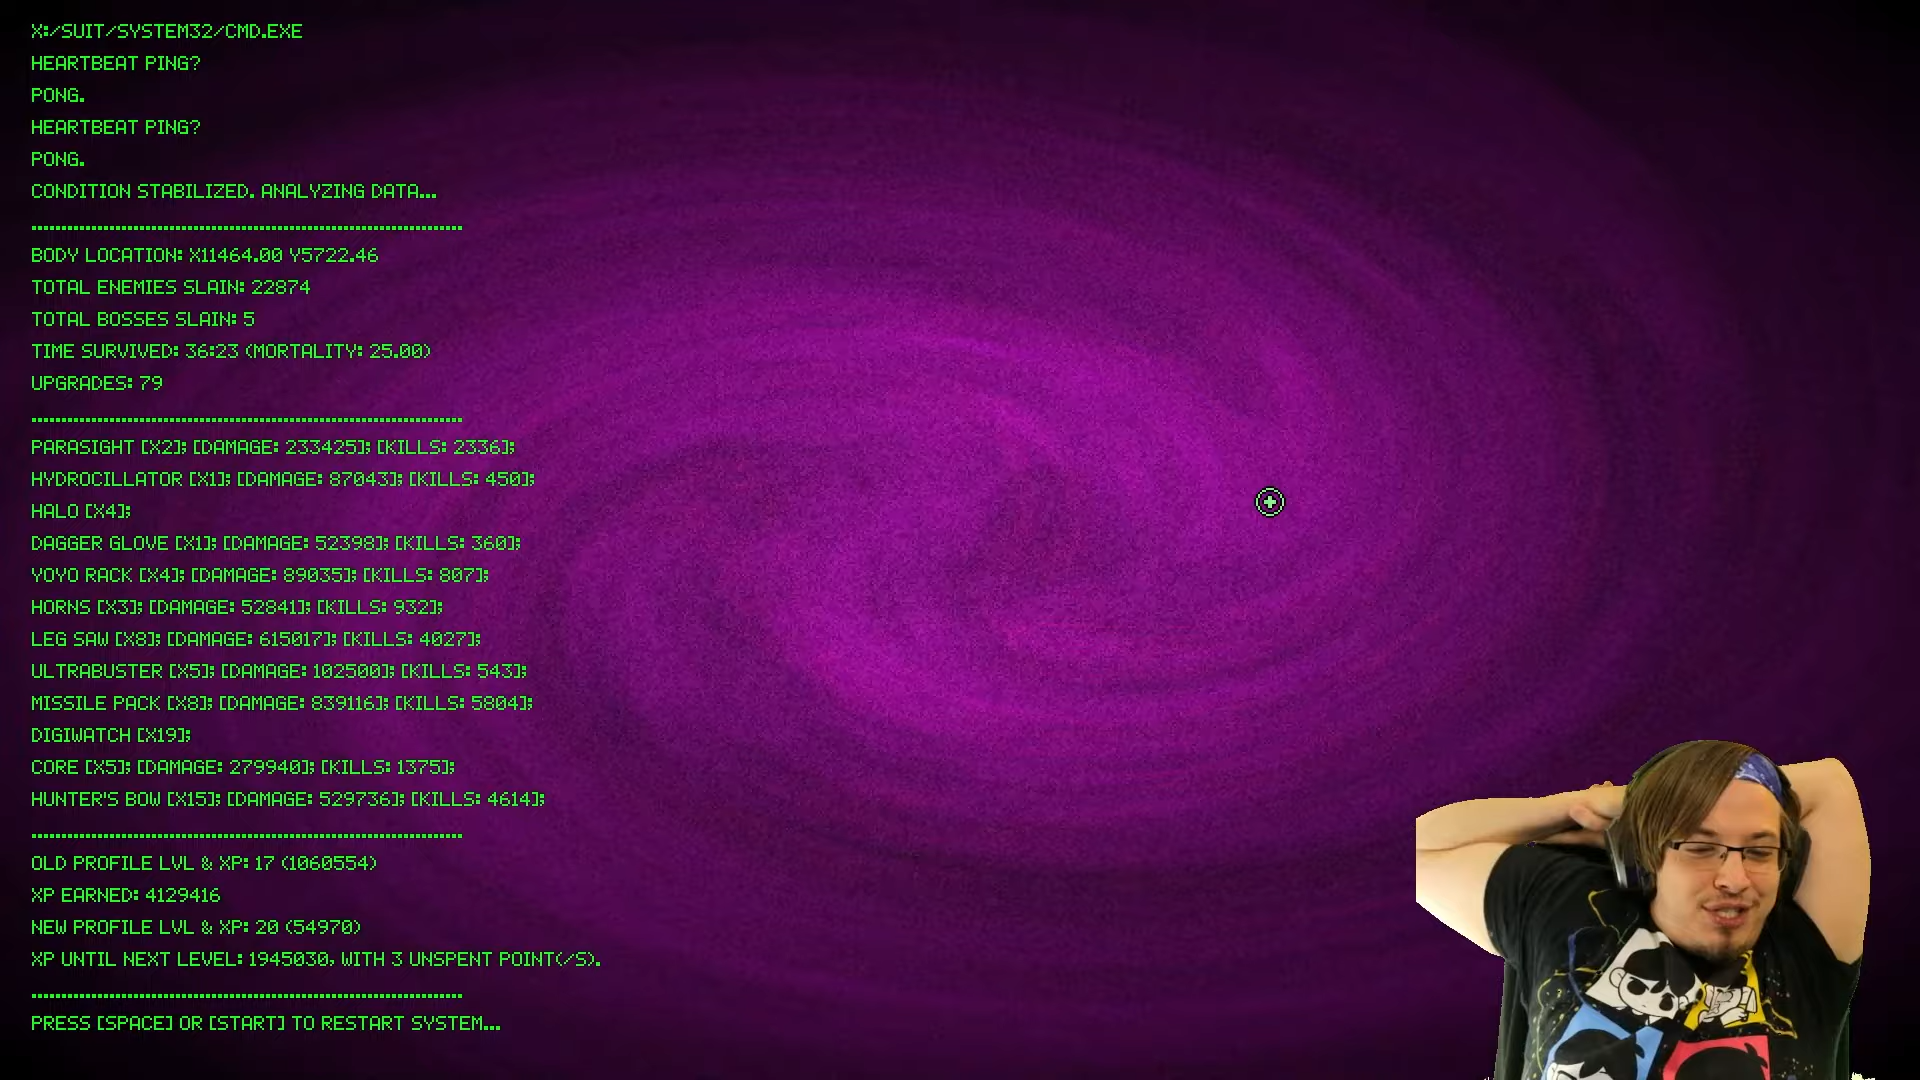 X:/SUIT/SYSTEM32/CMD.EXE
HEARTBEAT PING?
PONG.
HEARTBEAT PING?
PONG.
CONDITION STABILIZED. ANALYZING DATA...
BODY LOCATION: X11464.00 Y5722.46
TOTAL ENEMIES SLAIN: 22874
TOTAL BOSSES SLAIN: 5
TIME SURVIVED: 36:23 (MORTALITY: 25.00)
UPGRADES: 79
PARASIGHT [X2]; [DAMAGE: 233425]; [KILLS: 2336];
HYDROCILLATOR [X1]; [DAMAGE: 87043]; [KILLS: 450];
HALO [X4];
DAGGER GLOVE [X1]; [DAMAGE: 52398]; [KILLS: 360];
YOYO RACK [X4]; [DAMAGE: 89035]; [KILLS: 807];
HORNS [X3]; [DAMAGE: 52841]; [KILLS: 932];
LEG SAW [X8]; [DAMAGE: 615017]; [KILLS: 4027];
ULTRABUSTER [X5]; [DAMAGE: 102500]; [KILLS: 543];
MISSILE PACK [X8]; [DAMAGE: 839116]; [KILLS: 5804];
DIGIWATCH [X19];
CORE [X5]; [DAMAGE: 279940]; [KILLS: 1375];
HUNTER'S BOW [X15]; [DAMAGE: 529736]; [KILLS: 4614];
OLD PROFILE LVL & XP: 17 (1060554)
XP EARNED: 4129416
NEW PROFILE LVL & XP: 20 (54970)
XP UNTIL NEXT LEVEL: 1945030, WITH 3 UNSPENT POINT(/S).
PRESS [SPACE] OR [START] TO RESTART SYSTEM...